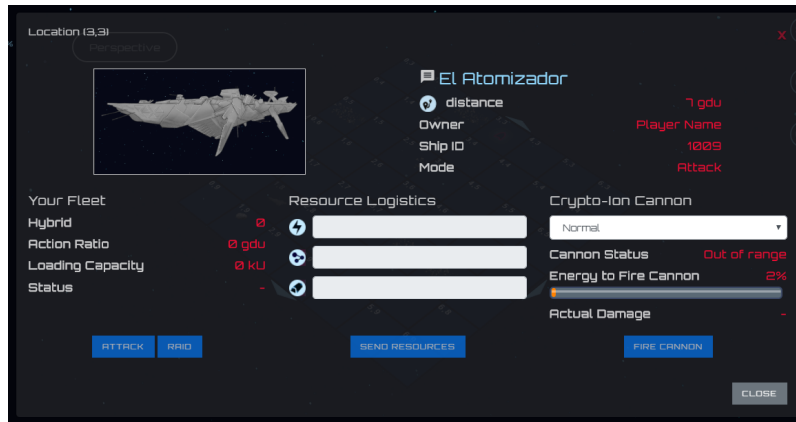 Location (3,3)
Perspective
x
El Atomizador
distance 7 gdu
Owner Player Name
Ship ID 1009
Mode Attack
Your Fleet
Hybrid 0
Action Ratio 0 gdu
Loading Capacity 0 kU
Status -
ATTACK RAID
Resource Logistics
SEND RESOURCES
Crypto-Ion Cannon
Normal
Cannon Status Out of range
Energy to Fire Cannon 2%
Actual Damage -
FIRE CANNON
CLOSE